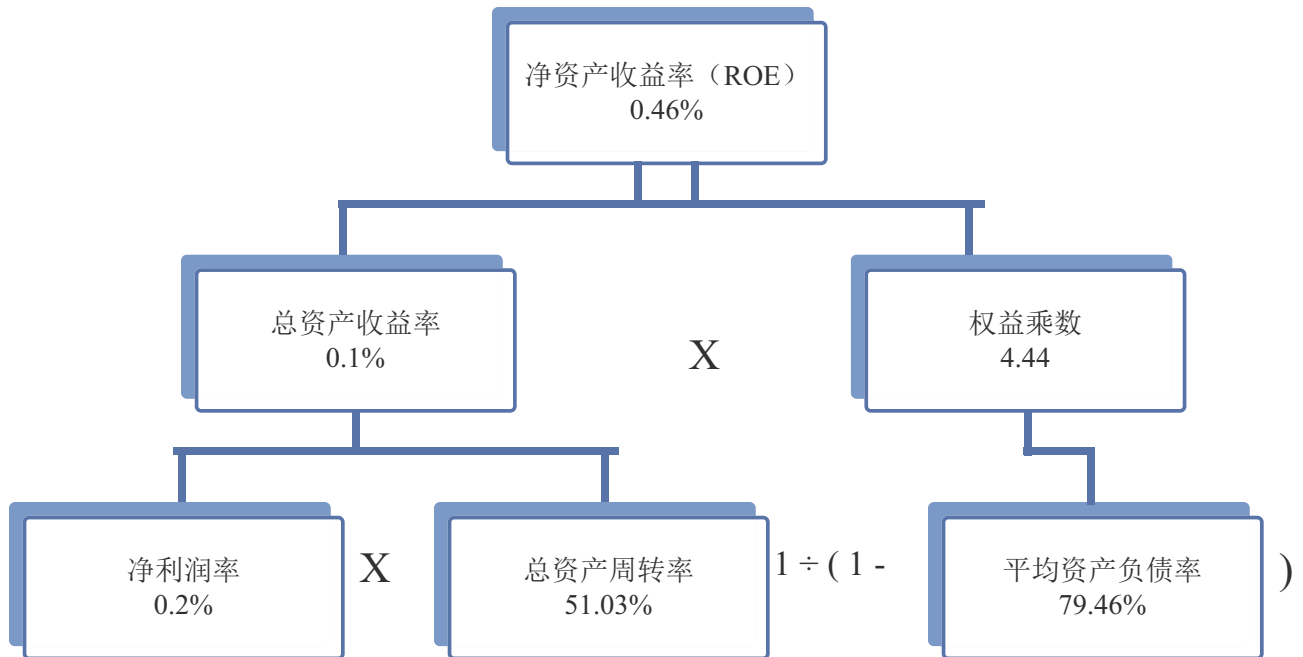 净资产收益率（ROE）
0.46%
总资产收益率
0.1%
X
权益乘数
4.44
净利润率
0.2%
X
总资产周转率
51.03%
1 ÷ ( 1 -
平均资产负债率
79.46%
)